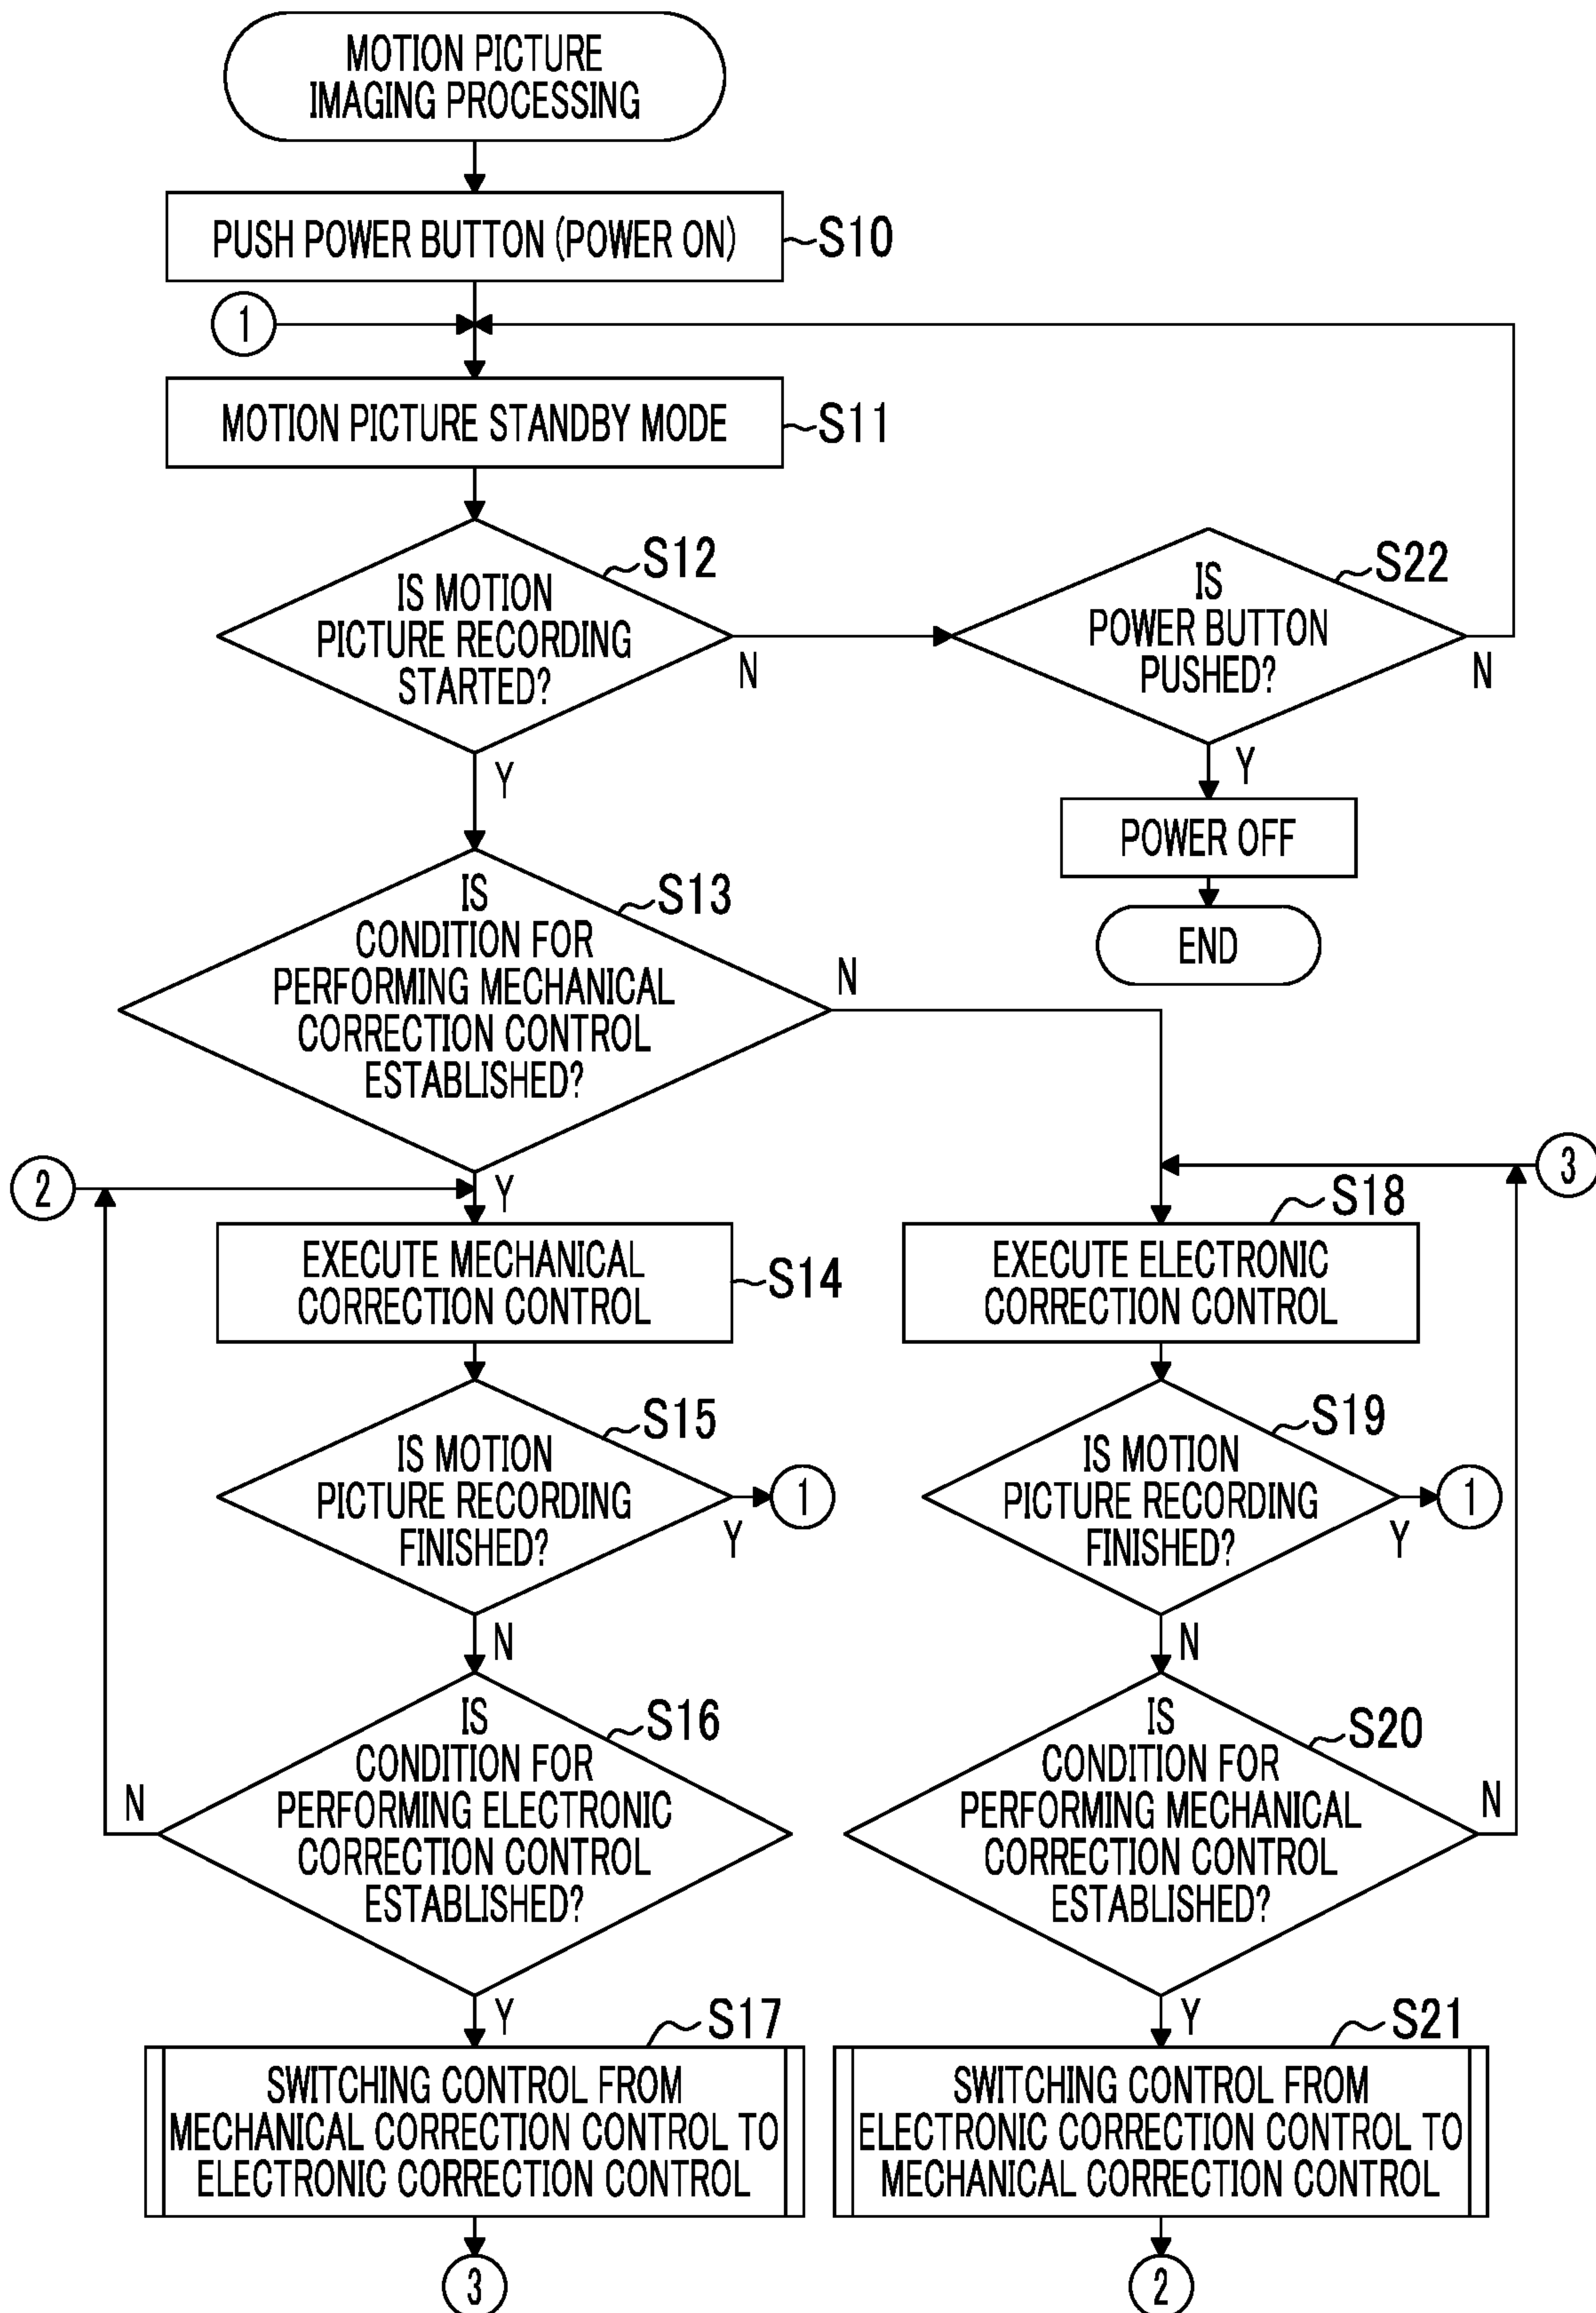 MOTION PICTURE
IMAGING PROCESSING
PUSH POWER BUTTON (POWER ON)
S10
1
MOTION PICTURE STANDBY MODE
S11
S12
IS MOTION
PICTURE RECORDING
STARTED?
N
Y
S22
IS
POWER BUTTON
PUSHED?
N
Y
POWER OFF
END
S13
IS
CONDITION FOR
PERFORMING MECHANICAL
CORRECTION CONTROL
ESTABLISHED?
N
Y
2
3
EXECUTE MECHANICAL
CORRECTION CONTROL
S14
S18
EXECUTE ELECTRONIC
CORRECTION CONTROL
S15
IS MOTION
PICTURE RECORDING
FINISHED?
Y
1
N
S19
IS MOTION
PICTURE RECORDING
FINISHED?
Y
1
N
S16
IS
CONDITION FOR
PERFORMING ELECTRONIC
CORRECTION CONTROL
ESTABLISHED?
N
Y
S20
IS
CONDITION FOR
PERFORMING MECHANICAL
CORRECTION CONTROL
ESTABLISHED?
N
Y
S17
SWITCHING CONTROL FROM
MECHANICAL CORRECTION CONTROL TO
ELECTRONIC CORRECTION CONTROL
3
S21
SWITCHING CONTROL FROM
ELECTRONIC CORRECTION CONTROL TO
MECHANICAL CORRECTION CONTROL
2